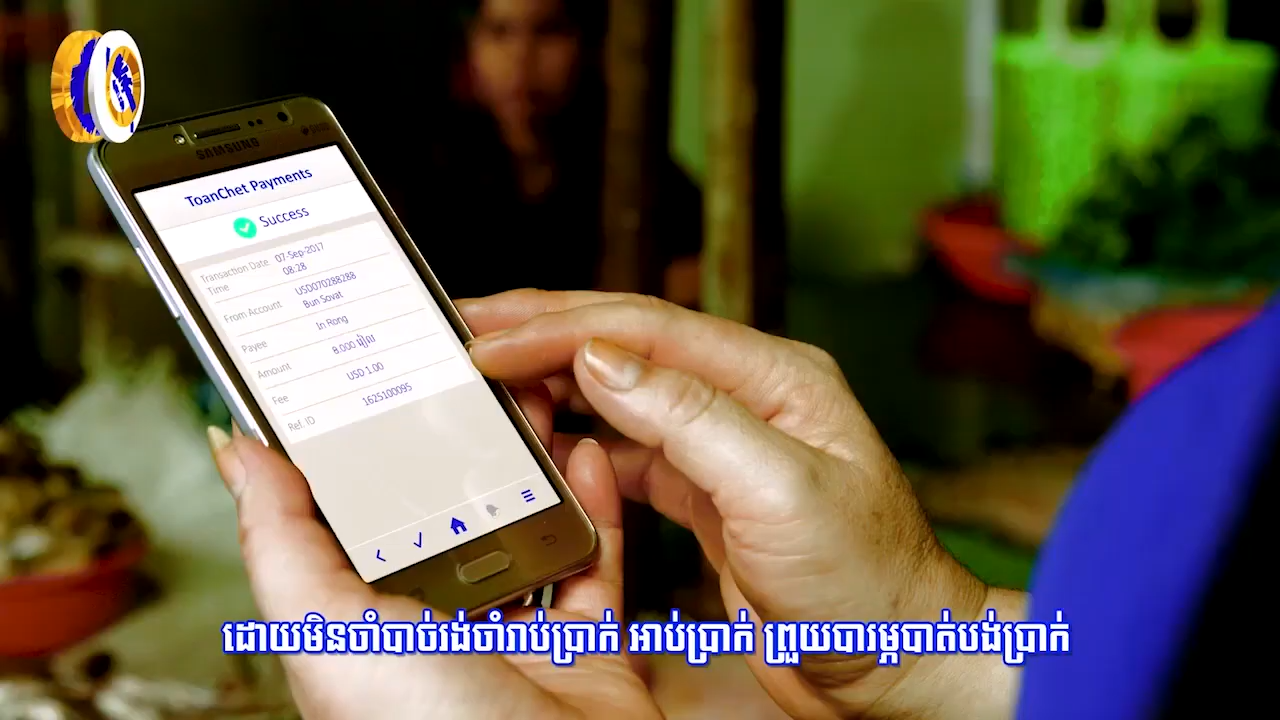 SAMSUNG
ToanChet Payments
Success
Transaction Date Time 07-Sep-2017 08:28
From Account USD070288288 Bun Sovat
Payee In Rong
Amount 8.000 រៀល
Fee USD 1.00
Ref. ID 1625100095
ដោយមិនចាំបាច់រង់ចាំរាប់ប្រាក់ អាប់ប្រាក់ ព្រួយបារម្ភបាត់បង់ប្រាក់